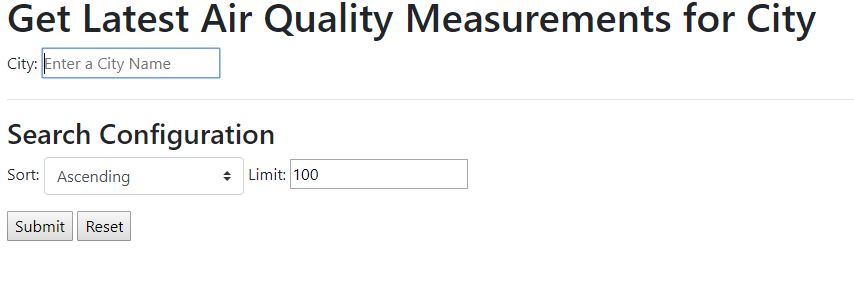 Get Latest Air Quality Measurements for City
City: Enter a City Name
Search Configuration
Sort: Ascending Limit: 100
Submit Reset